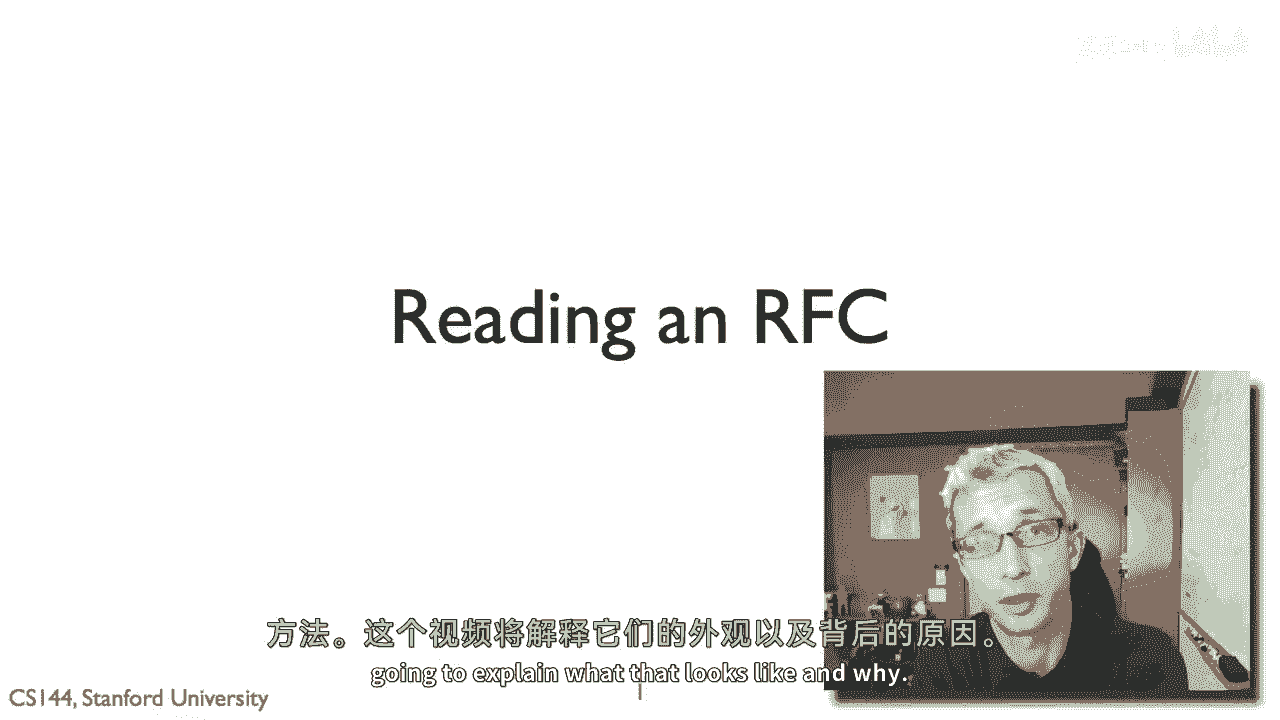 Reading an RFC
方法。这个视频将解释它们的外观以及背后的原因。
going to explain what that looks like and why.
CS144, Stanford University
1